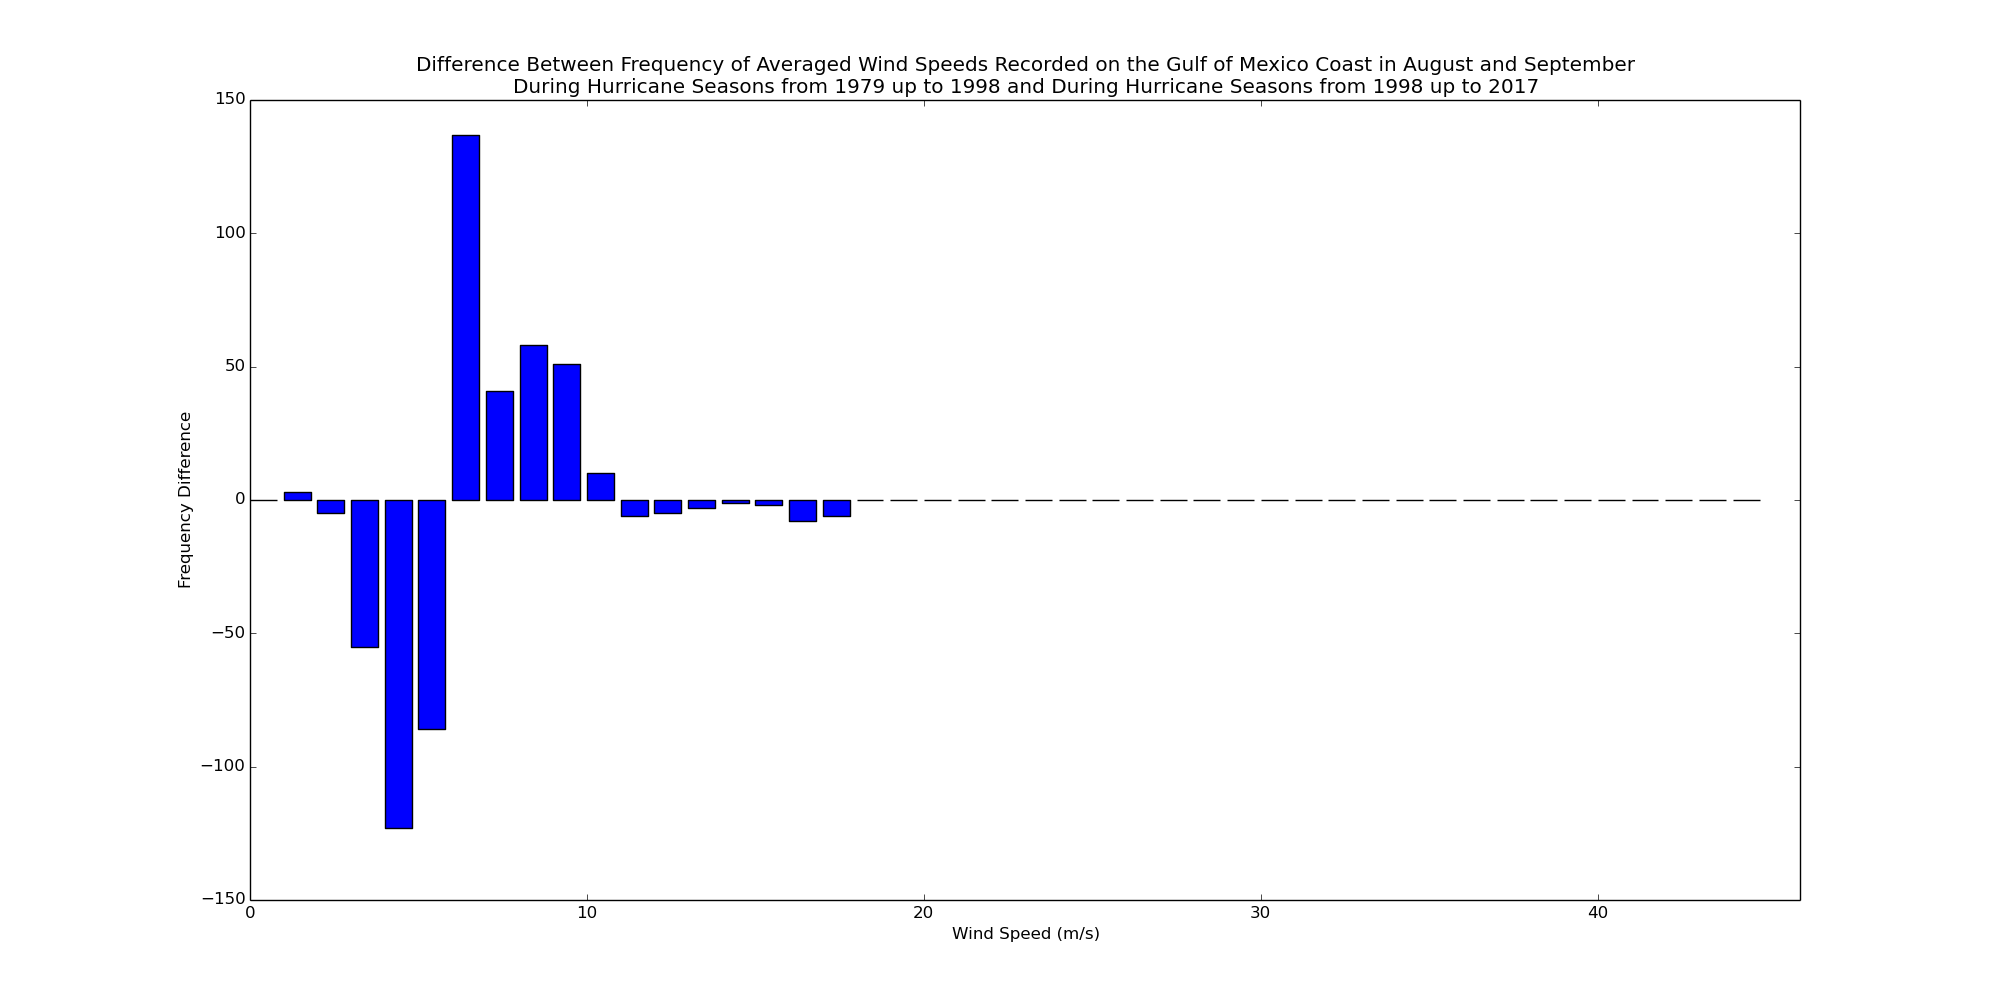 Difference Between Frequency of Averaged Wind Speeds Recorded on the Gulf of Mexico Coast in August and September
During Hurricane Seasons from 1979 up to 1998 and During Hurricane Seasons from 1998 up to 2017
150
100
50
0
−50
−100
−150
Frequency Difference
0 10 20 30 40
Wind Speed (m/s)